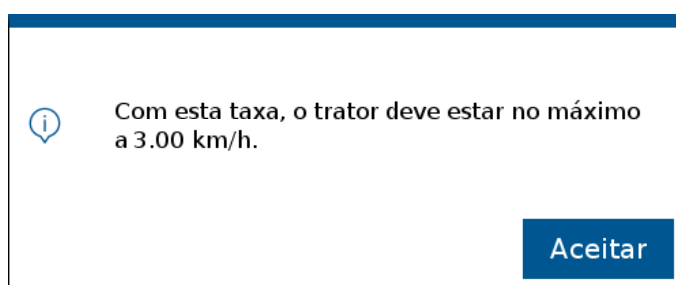 Com esta taxa, o trator deve estar no máximo
a 3.00 km/h.
Aceitar